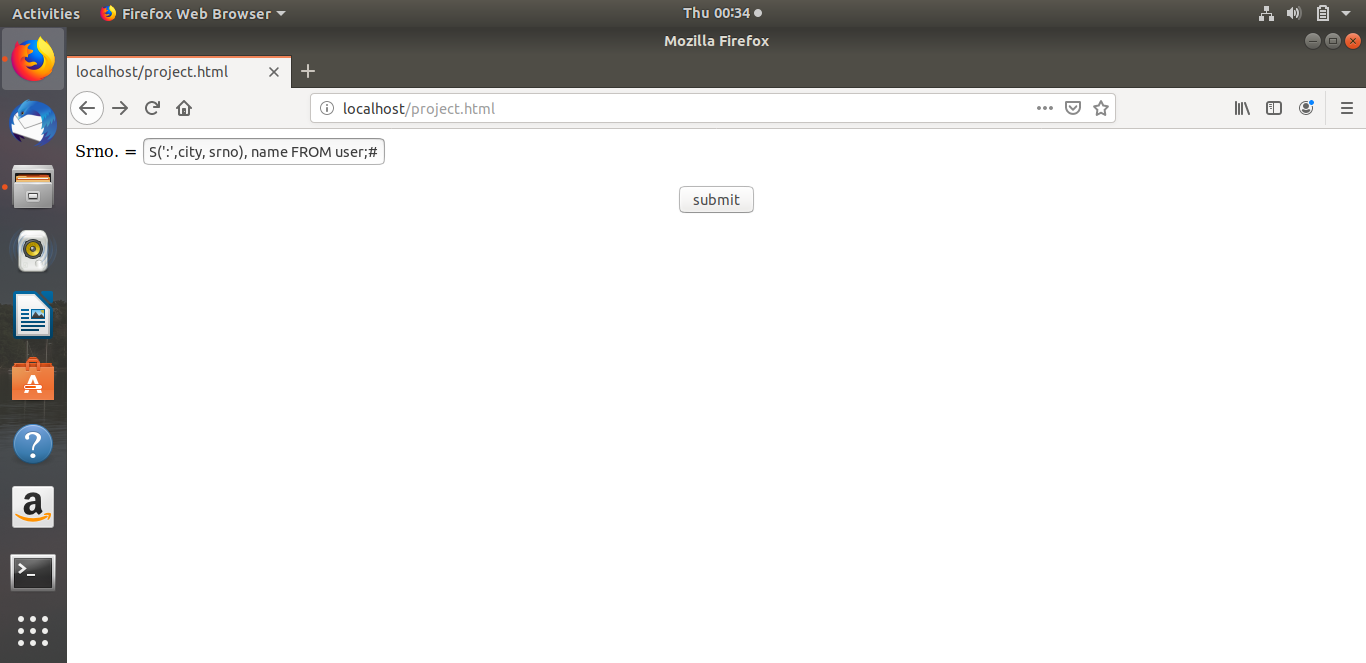 Activities Firefox Web Browser Thu 00:34
Mozilla Firefox
localhost/project.html
localhost/project.html
Srno. = S(':',city, srno), name FROM user;#
submit